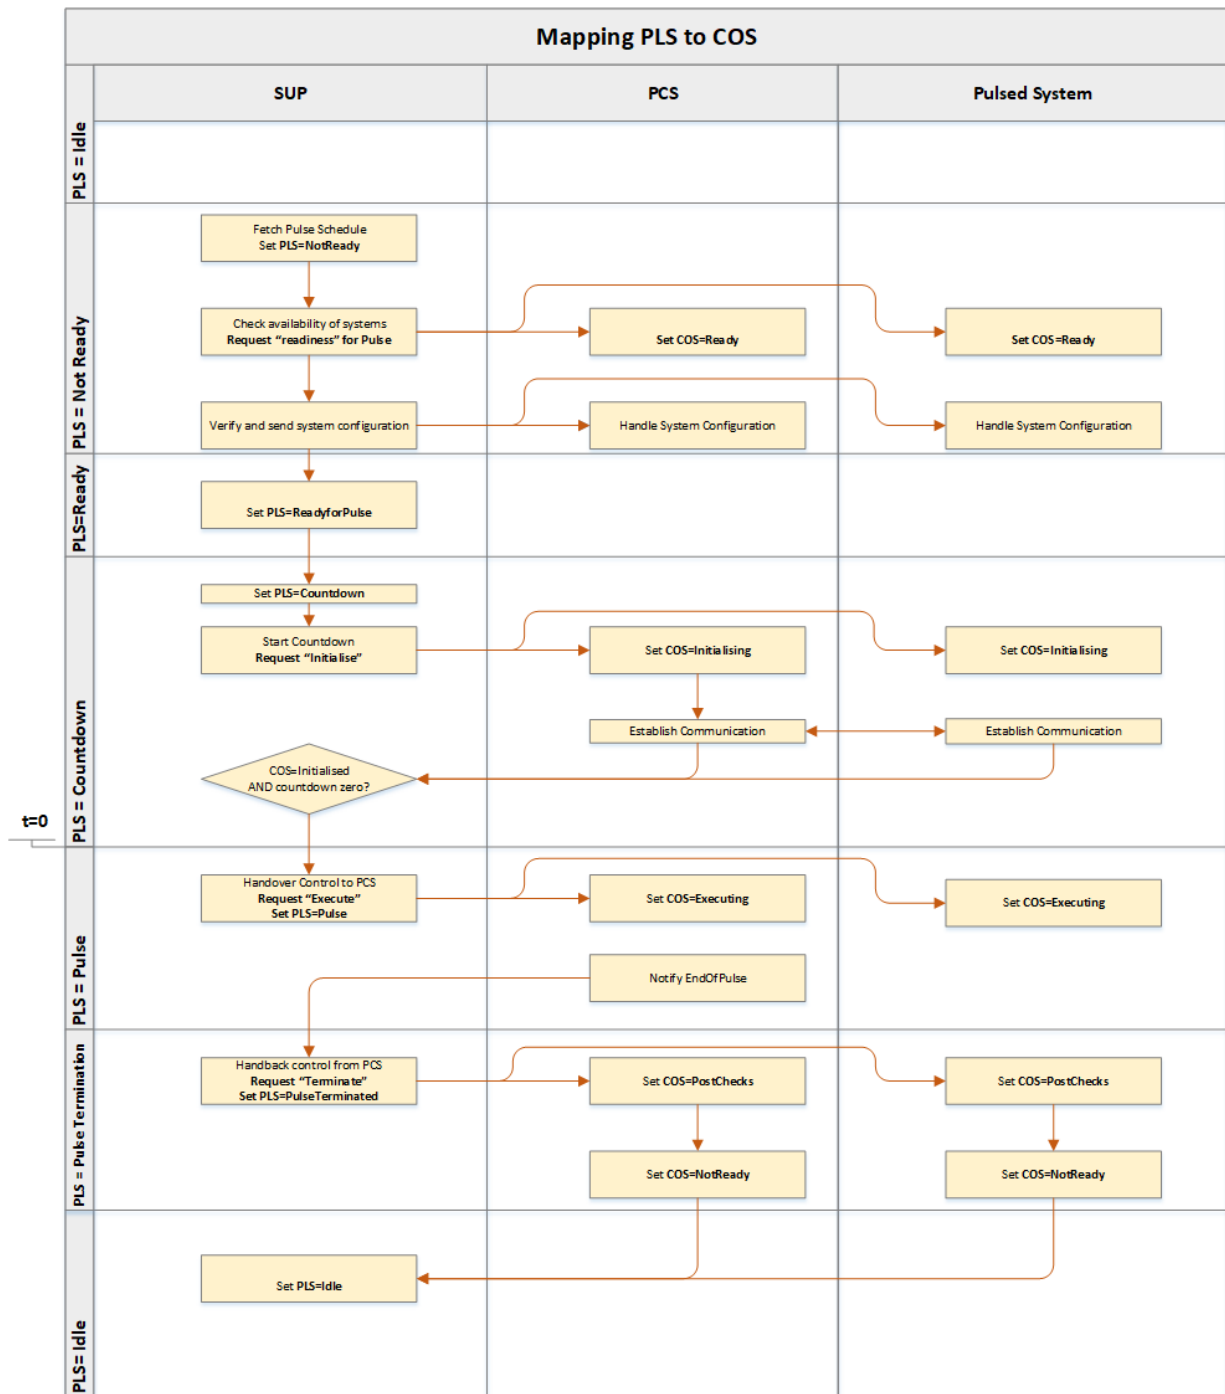 Mapping PLS to COS
SUP
PCS
Pulsed System
PLS = Idle
PLS = Not Ready
Fetch Pulse Schedule
Set PLS=NotReady
Check availability of systems
Request “readiness” for Pulse
Set COS=Ready
Set COS=Ready
Verify and send system configuration
Handle System Configuration
Handle System Configuration
PLS=Ready
Set PLS=ReadyforPulse
PLS = Countdown
Set PLS=Countdown
Start Countdown
Request “Initialise”
Set COS=Initialising
Set COS=Initialising
Establish Communication
Establish Communication
COS=Initialised
AND countdown zero?
t=0
PLS = Pulse
Handover Control to PCS
Request “Execute”
Set PLS=Pulse
Set COS=Executing
Set COS=Executing
Notify EndOfPulse
PLS = Pulse Termination
Handback control from PCS
Request “Terminate”
Set PLS=PulseTerminated
Set COS=PostChecks
Set COS=PostChecks
Set COS=NotReady
Set COS=NotReady
PLS= Idle
Set PLS=Idle